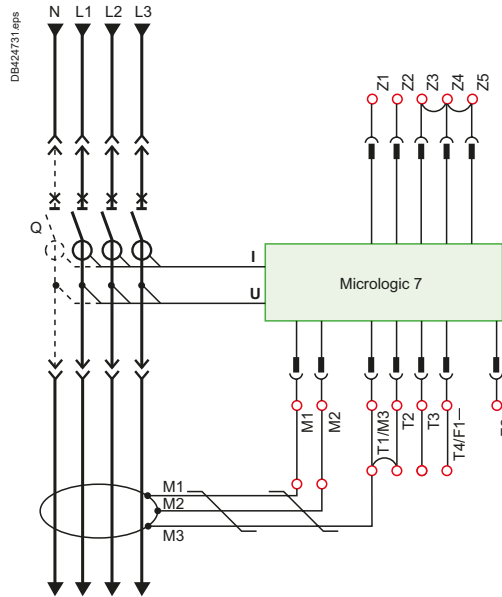 DB424731.eps
N L1 L2 L3
Z1 Z2 Z3 Z4 Z5
Q
I
U
Micrologic 7
M1 M2 T1/M3 T2 T3 T4/F1—
M1
M2
M3